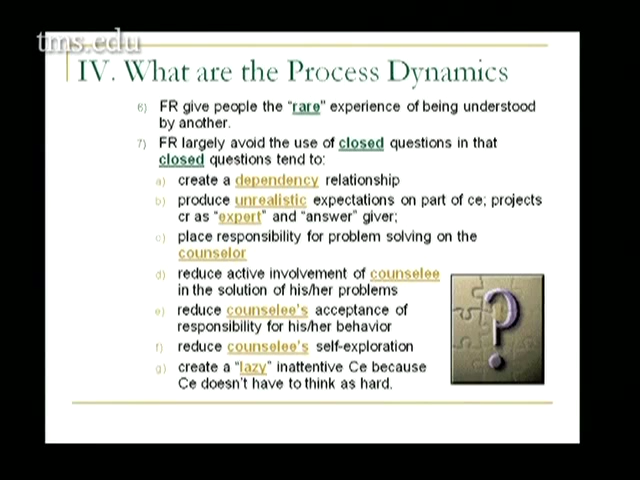 tms.edu
IV. What are the Process Dynamics
6) FR give people the "rare" experience of being understood
by another.
7) FR largely avoid the use of closed questions in that
closed questions tend to:
a) create a dependency relationship
b) produce unrealistic expectations on part of ce; projects
cr as "expert" and "answer" giver;
c) place responsibility for problem solving on the
counselor
d) reduce active involvement of counselee
in the solution of his/her problems
e) reduce counselee's acceptance of
responsibility for his/her behavior
f) reduce counselee's self-exploration
g) create a "lazy" inattentive Ce because
Ce doesn't have to think as hard.
?